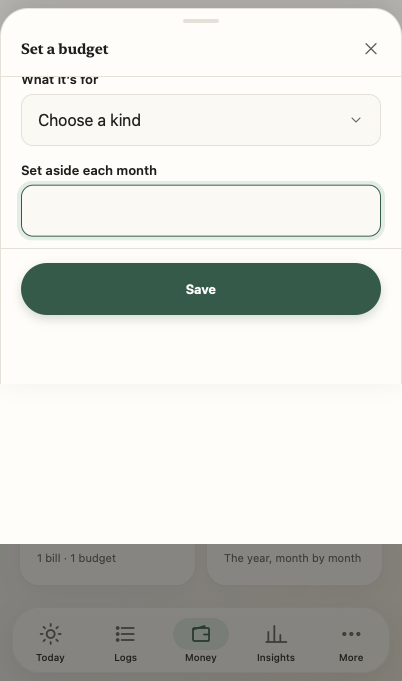 Set a budget
What it's for
Choose a kind
Set aside each month
Save
1 bill · 1 budget
The year, month by month
Today
Logs
Money
Insights
More